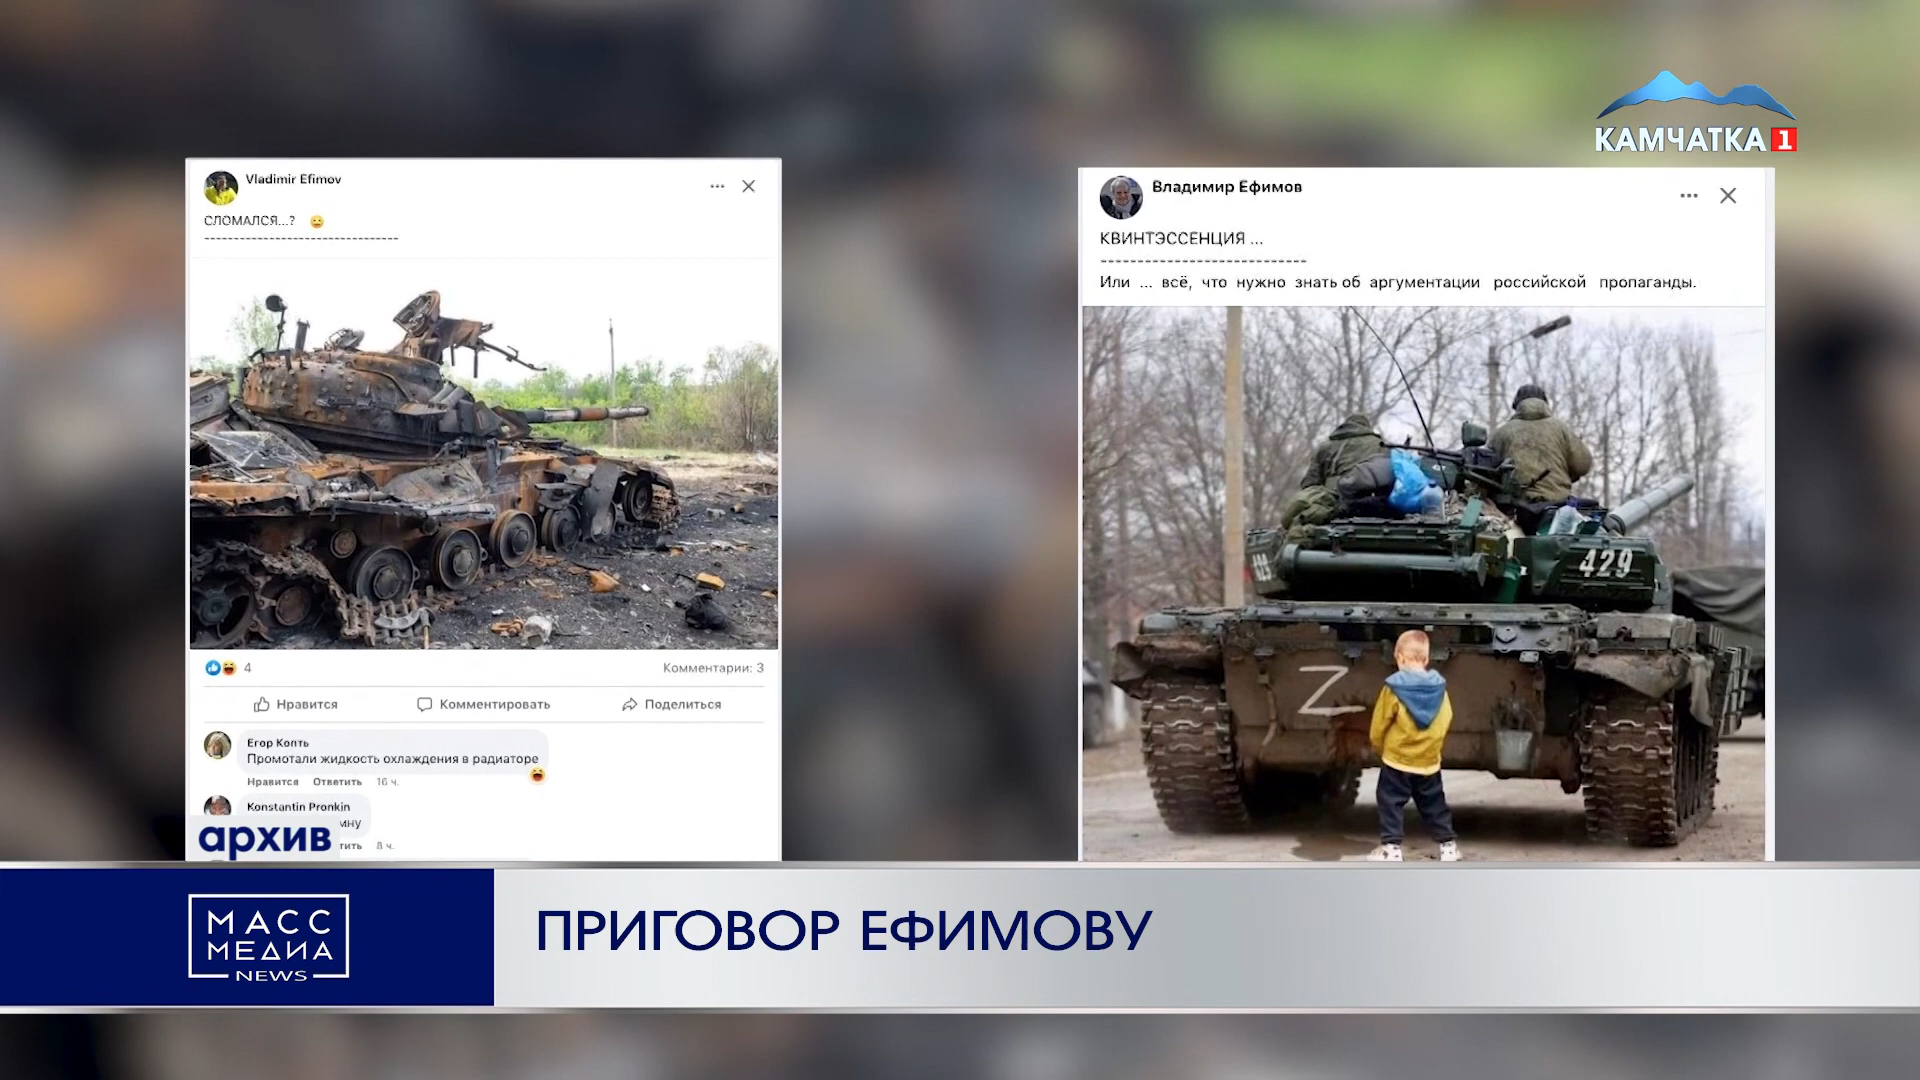 КАМЧАТКА 1
Vladimir Efimov
СЛОМАЛСЯ...?
Комментарии: 3
4
Нравится
Комментировать
Поделиться
Егор Копть
Промотали жидкость охлаждения в радиаторе
Нравится Ответить 16 ч.
Konstantin Pronkin
мну
тить 8 ч.
архив
Владимир Ефимов
КВИНТЭССЕНЦИЯ ...
Или ... всё, что нужно знать об аргументации российской пропаганды.
429
Z
МАСС
МЕДИА
NEWS
ПРИГОВОР ЕФИМОВУ